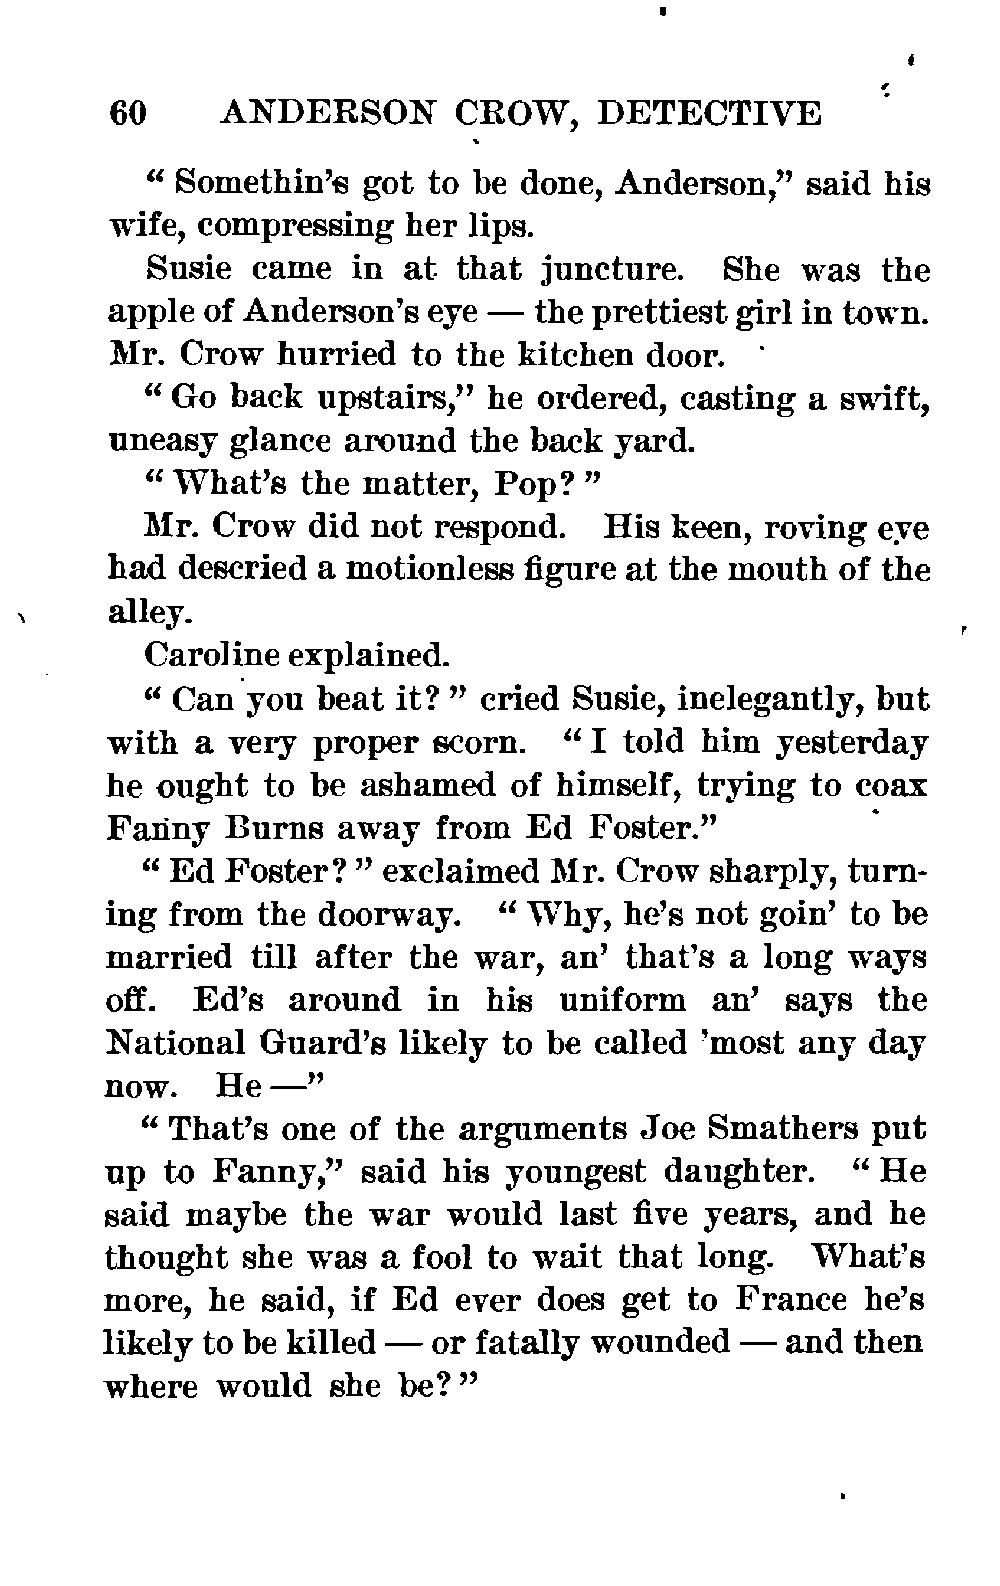 60 ANDERSON CROW, DETECTIVE
“ Somethin’s got to be done, Anderson,” said his
wife, compressing her lips.
Susie came in at that juncture. She was the
apple of Anderson’s eye — the prettiest girl in town.
Mr. Crow hurried to the kitchen door.
“ Go back upstairs,” he ordered, casting a swift,
uneasy glance around the back yard.
“ What’s the matter, Pop? ”
Mr. Crow did not respond. His keen, roving eye
had descried a motionless figure at the mouth of the
alley.
Caroline explained.
“ Can you beat it? ” cried Susie, inelegantly, but
with a very proper scorn. “ I told him yesterday
he ought to be ashamed of himself, trying to coax
Fanny Burns away from Ed Foster.”
“ Ed Foster? ” exclaimed Mr. Crow sharply, turn-
ing from the doorway. “ Why, he’s not goin’ to be
married till after the war, an’ that’s a long ways
off. Ed’s around in his uniform an’ says the
National Guard’s likely to be called ’most any day
now. He —”
“ That’s one of the arguments Joe Smathers put
up to Fanny,” said his youngest daughter. “ He
said maybe the war would last five years, and he
thought she was a fool to wait that long. What’s
more, he said, if Ed ever does get to France he’s
likely to be killed — or fatally wounded — and then
where would she be? ”